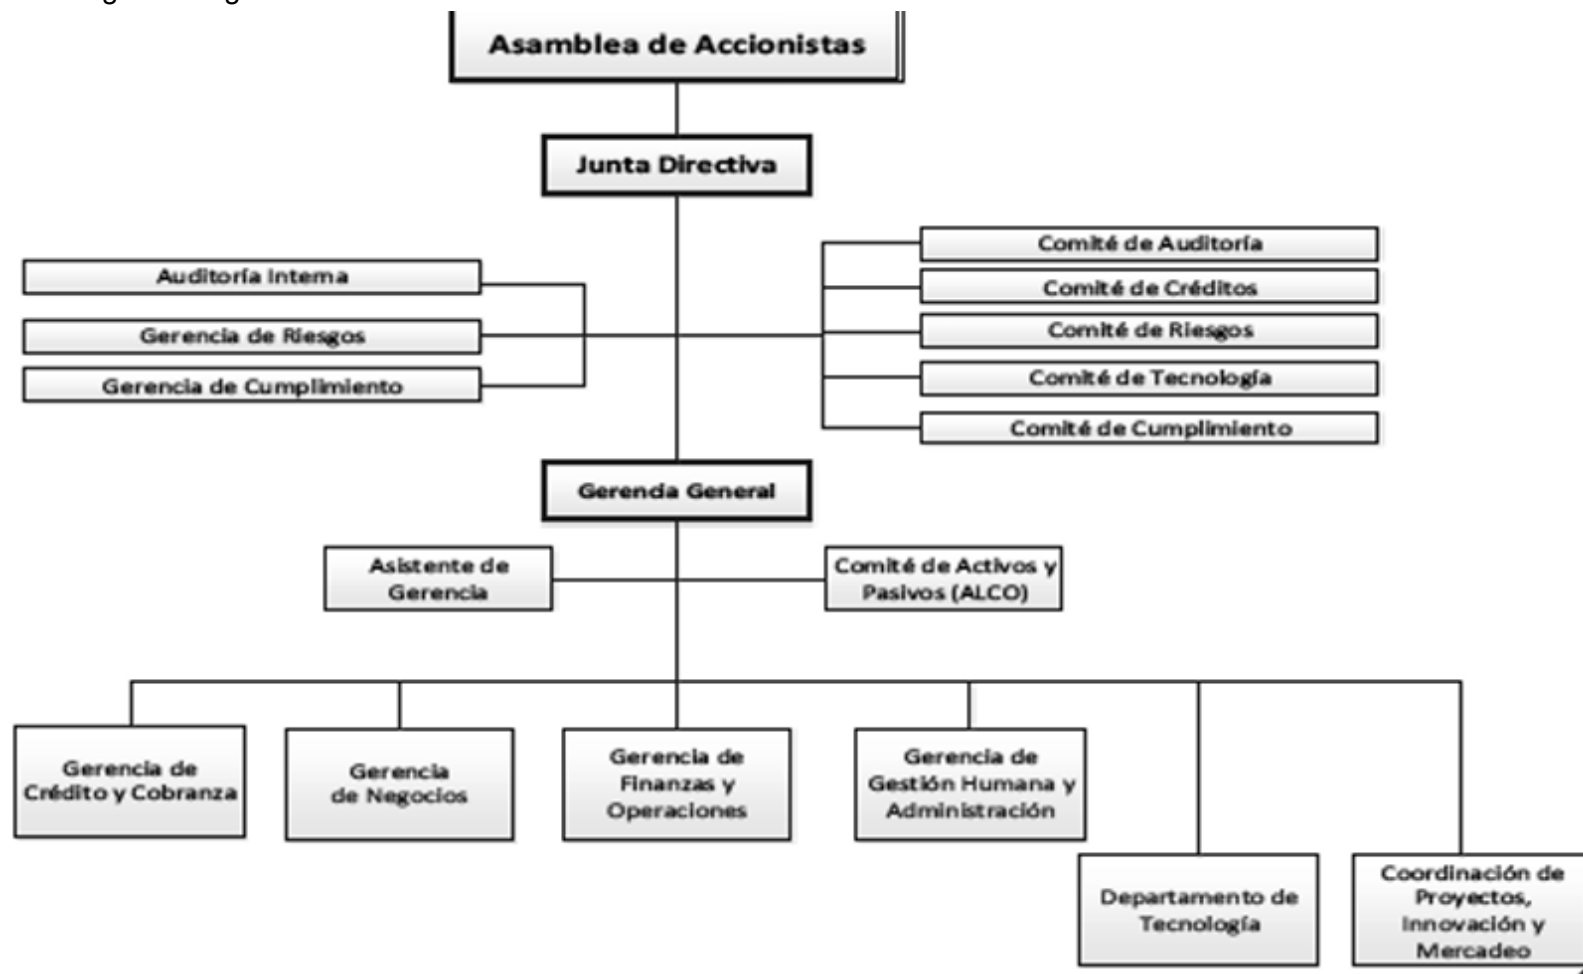 Asamblea de Accionistas
Junta Directiva
Auditoría Interna
Gerencia de Riesgos
Gerencia de Cumplimiento
Comité de Auditoría
Comité de Créditos
Comité de Riesgos
Comité de Tecnología
Comité de Cumplimiento
Gerencia General
Asistente de
Gerencia
Comité de Activos y
Pasivos (ALCO)
Gerencia de
Crédito y Cobranza
Gerencia
de Negocios
Gerencia de
Finanzas y
Operaciones
Gerencia de
Gestión Humana y
Administración
Departamento de
Tecnología
Coordinación de
Proyectos,
Innovación y
Mercadeo